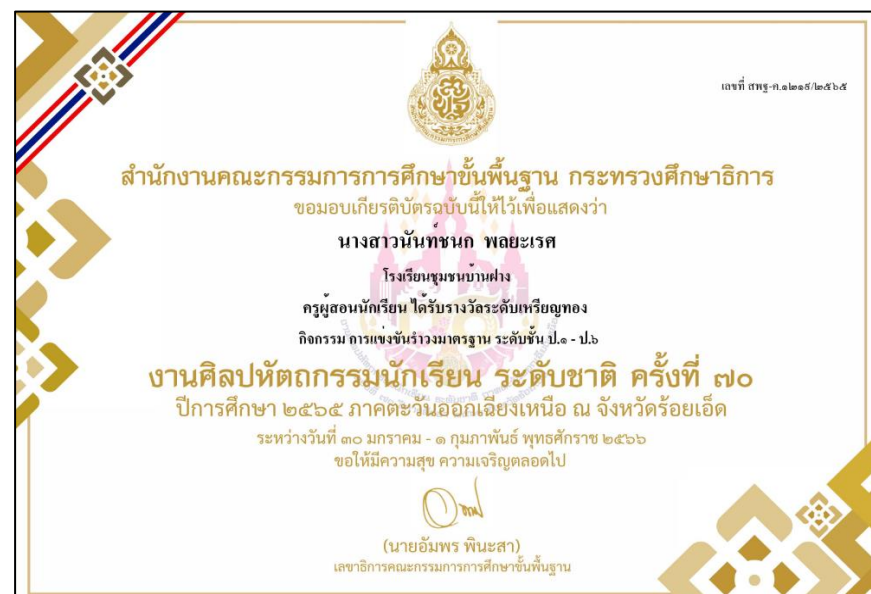 เลขที่ สพฐ-ค.๑๒๑๕/๒๕๖๕
สำนักงานคณะกรรมการการศึกษาขั้นพื้นฐาน กระทรวงศึกษาธิการ
ขอมอบเกียรติบัตรฉบับนี้ให้ไว้เพื่อแสดงว่า
นางสาวนันท์ชนก พลยะเรศ
โรงเรียนชุมชนบ้านฝาง
ครูผู้สอนนักเรียน ได้รับรางวัลระดับเหรียญทอง
กิจกรรม การแข่งขันรำวงมาตรฐาน ระดับชั้น ป.๑ - ป.๖
งานศิลปหัตถกรรมนักเรียน ระดับชาติ ครั้งที่ ๗๐
ปีการศึกษา ๒๕๖๕ ภาคตะวันออกเฉียงเหนือ ณ จังหวัดร้อยเอ็ด
ระหว่างวันที่ ๓๐ มกราคม - ๑ กุมภาพันธ์ พุทธศักราช ๒๕๖๖
ขอให้มีความสุข ความเจริญตลอดไป
(นายอัมพร พินะสา)
เลขาธิการคณะกรรมการการศึกษาขั้นพื้นฐาน